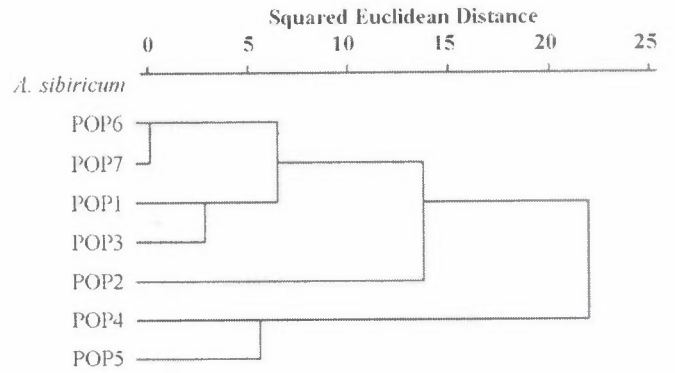 Squared Euclidean Distance
0 5 10 15 20 25
A. sibiricum
POP6
POP7
POP1
POP3
POP2
POP4
POP5